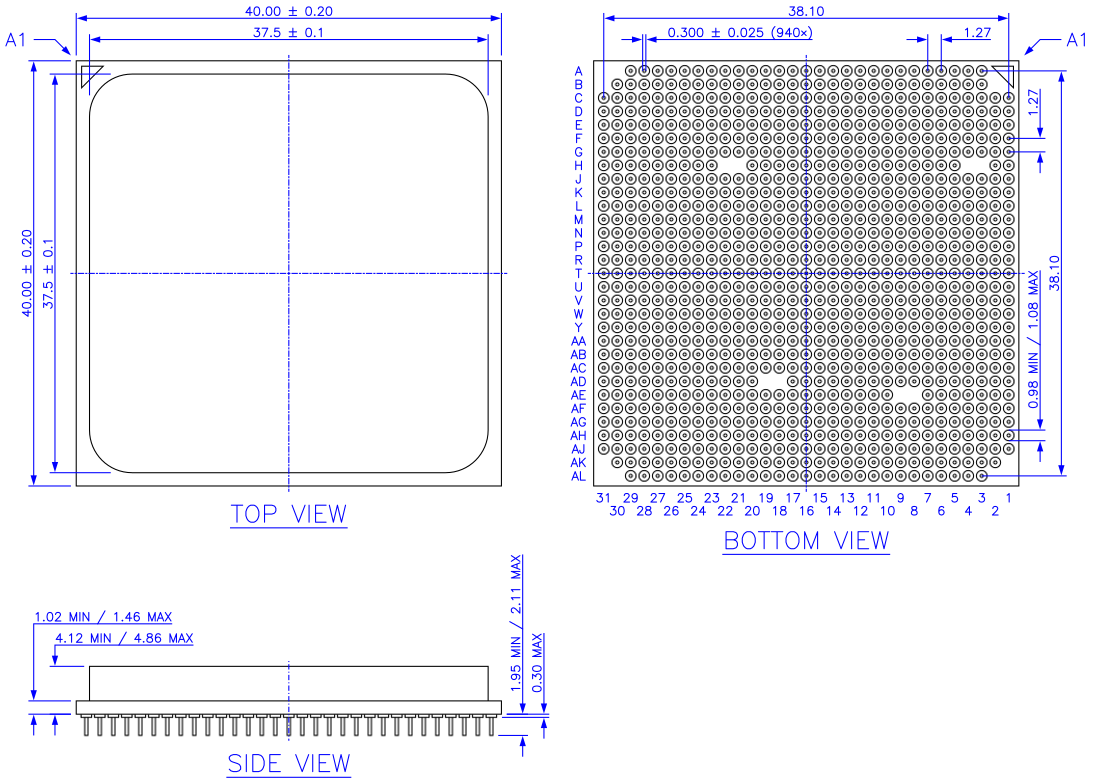 40.00 ± 0.20
37.5 ± 0.1
A1
40.00 ± 0.20
37.5 ± 0.1
TOP VIEW
38.10
0.300 ± 0.025 (940×)
1.27
A1
A
B
C
D
E
F
G
H
J
K
L
M
N
P
R
T
U
V
W
Y
AA
AB
AC
AD
AE
AF
AG
AH
AJ
AK
AL
1.27
38.10
0.98 MIN / 1.08 MAX
31 29 27 25 23 21 19 17 15 13 11 9 7 5 3 1
30 28 26 24 22 20 18 16 14 12 10 8 6 4 2
BOTTOM VIEW
1.02 MIN / 1.46 MAX
4.12 MIN / 4.86 MAX
1.95 MIN / 2.11 MAX
0.30 MAX
SIDE VIEW